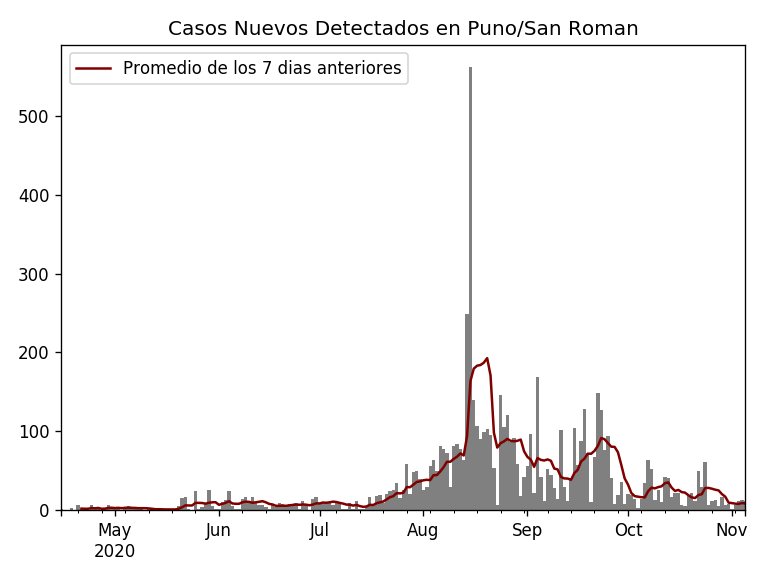 Casos Nuevos Detectados en Puno/San Roman
Promedio de los 7 dias anteriores
500
400
300
200
100
0
May Jun Jul Aug Sep Oct Nov
2020